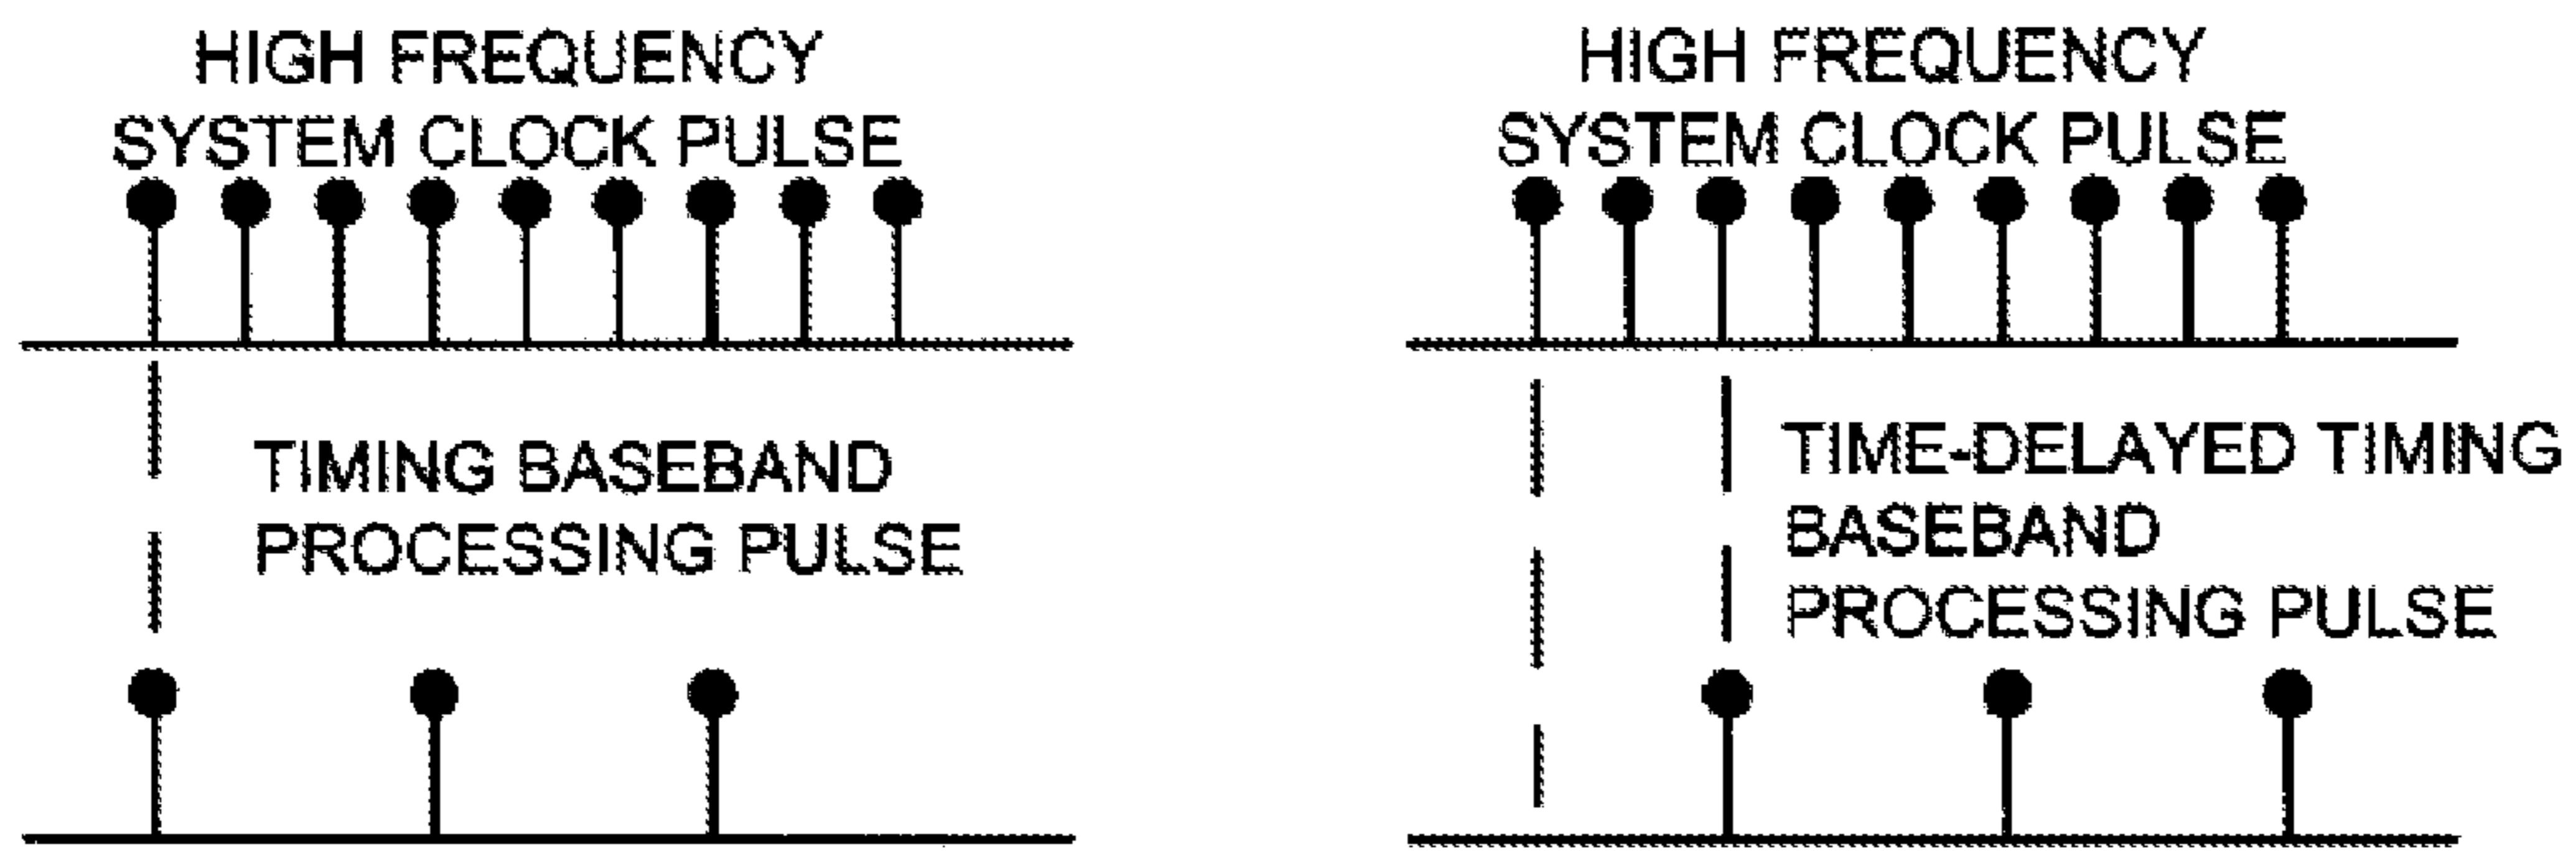 HIGH FREQUENCY
SYSTEM CLOCK PULSE
TIMING BASEBAND
PROCESSING PULSE
HIGH FREQUENCY
SYSTEM CLOCK PULSE
TIME-DELAYED TIMING
BASEBAND
PROCESSING PULSE